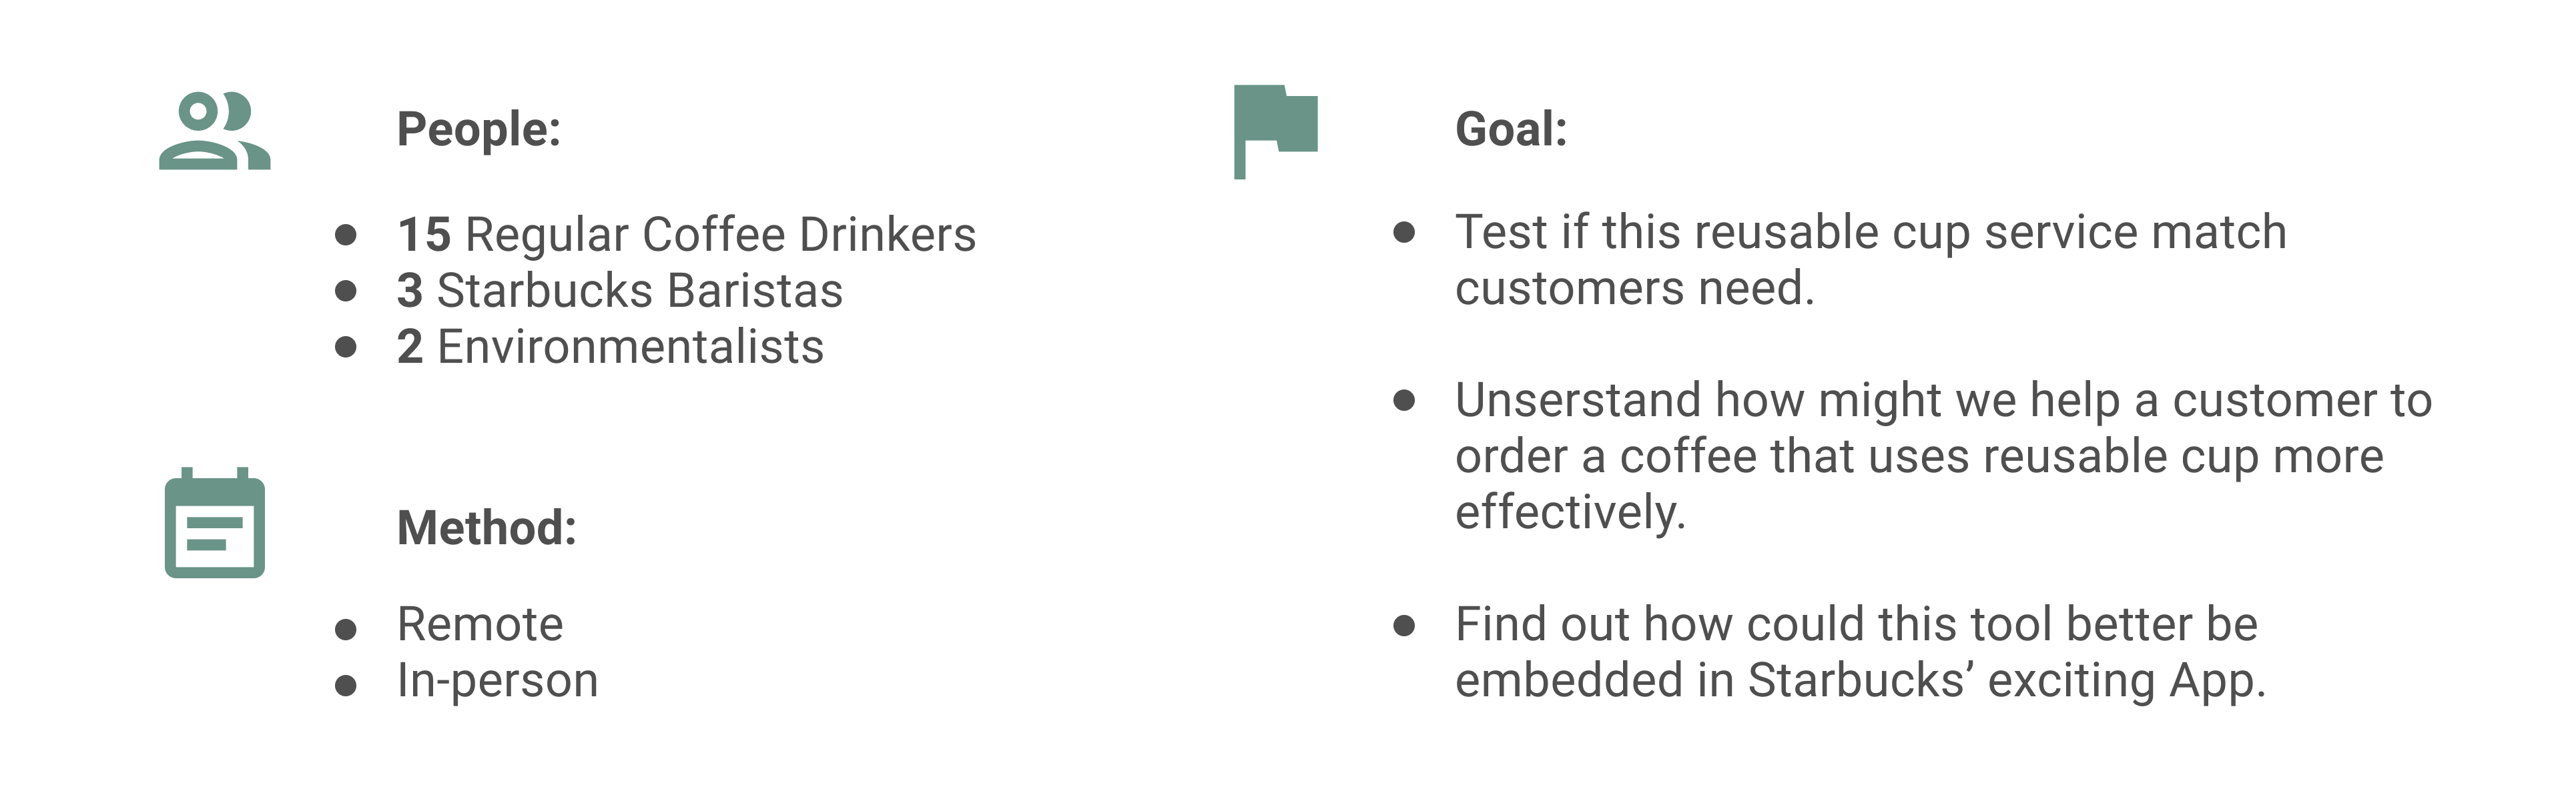 People:
● 15 Regular Coffee Drinkers
● 3 Starbucks Baristas
● 2 Environmentalists
Method:
● Remote
● In-person
Goal:
● Test if this reusable cup service match
customers need.
● Unserstand how might we help a customer to
order a coffee that uses reusable cup more
effectively.
● Find out how could this tool better be
embedded in Starbucks’ exciting App.